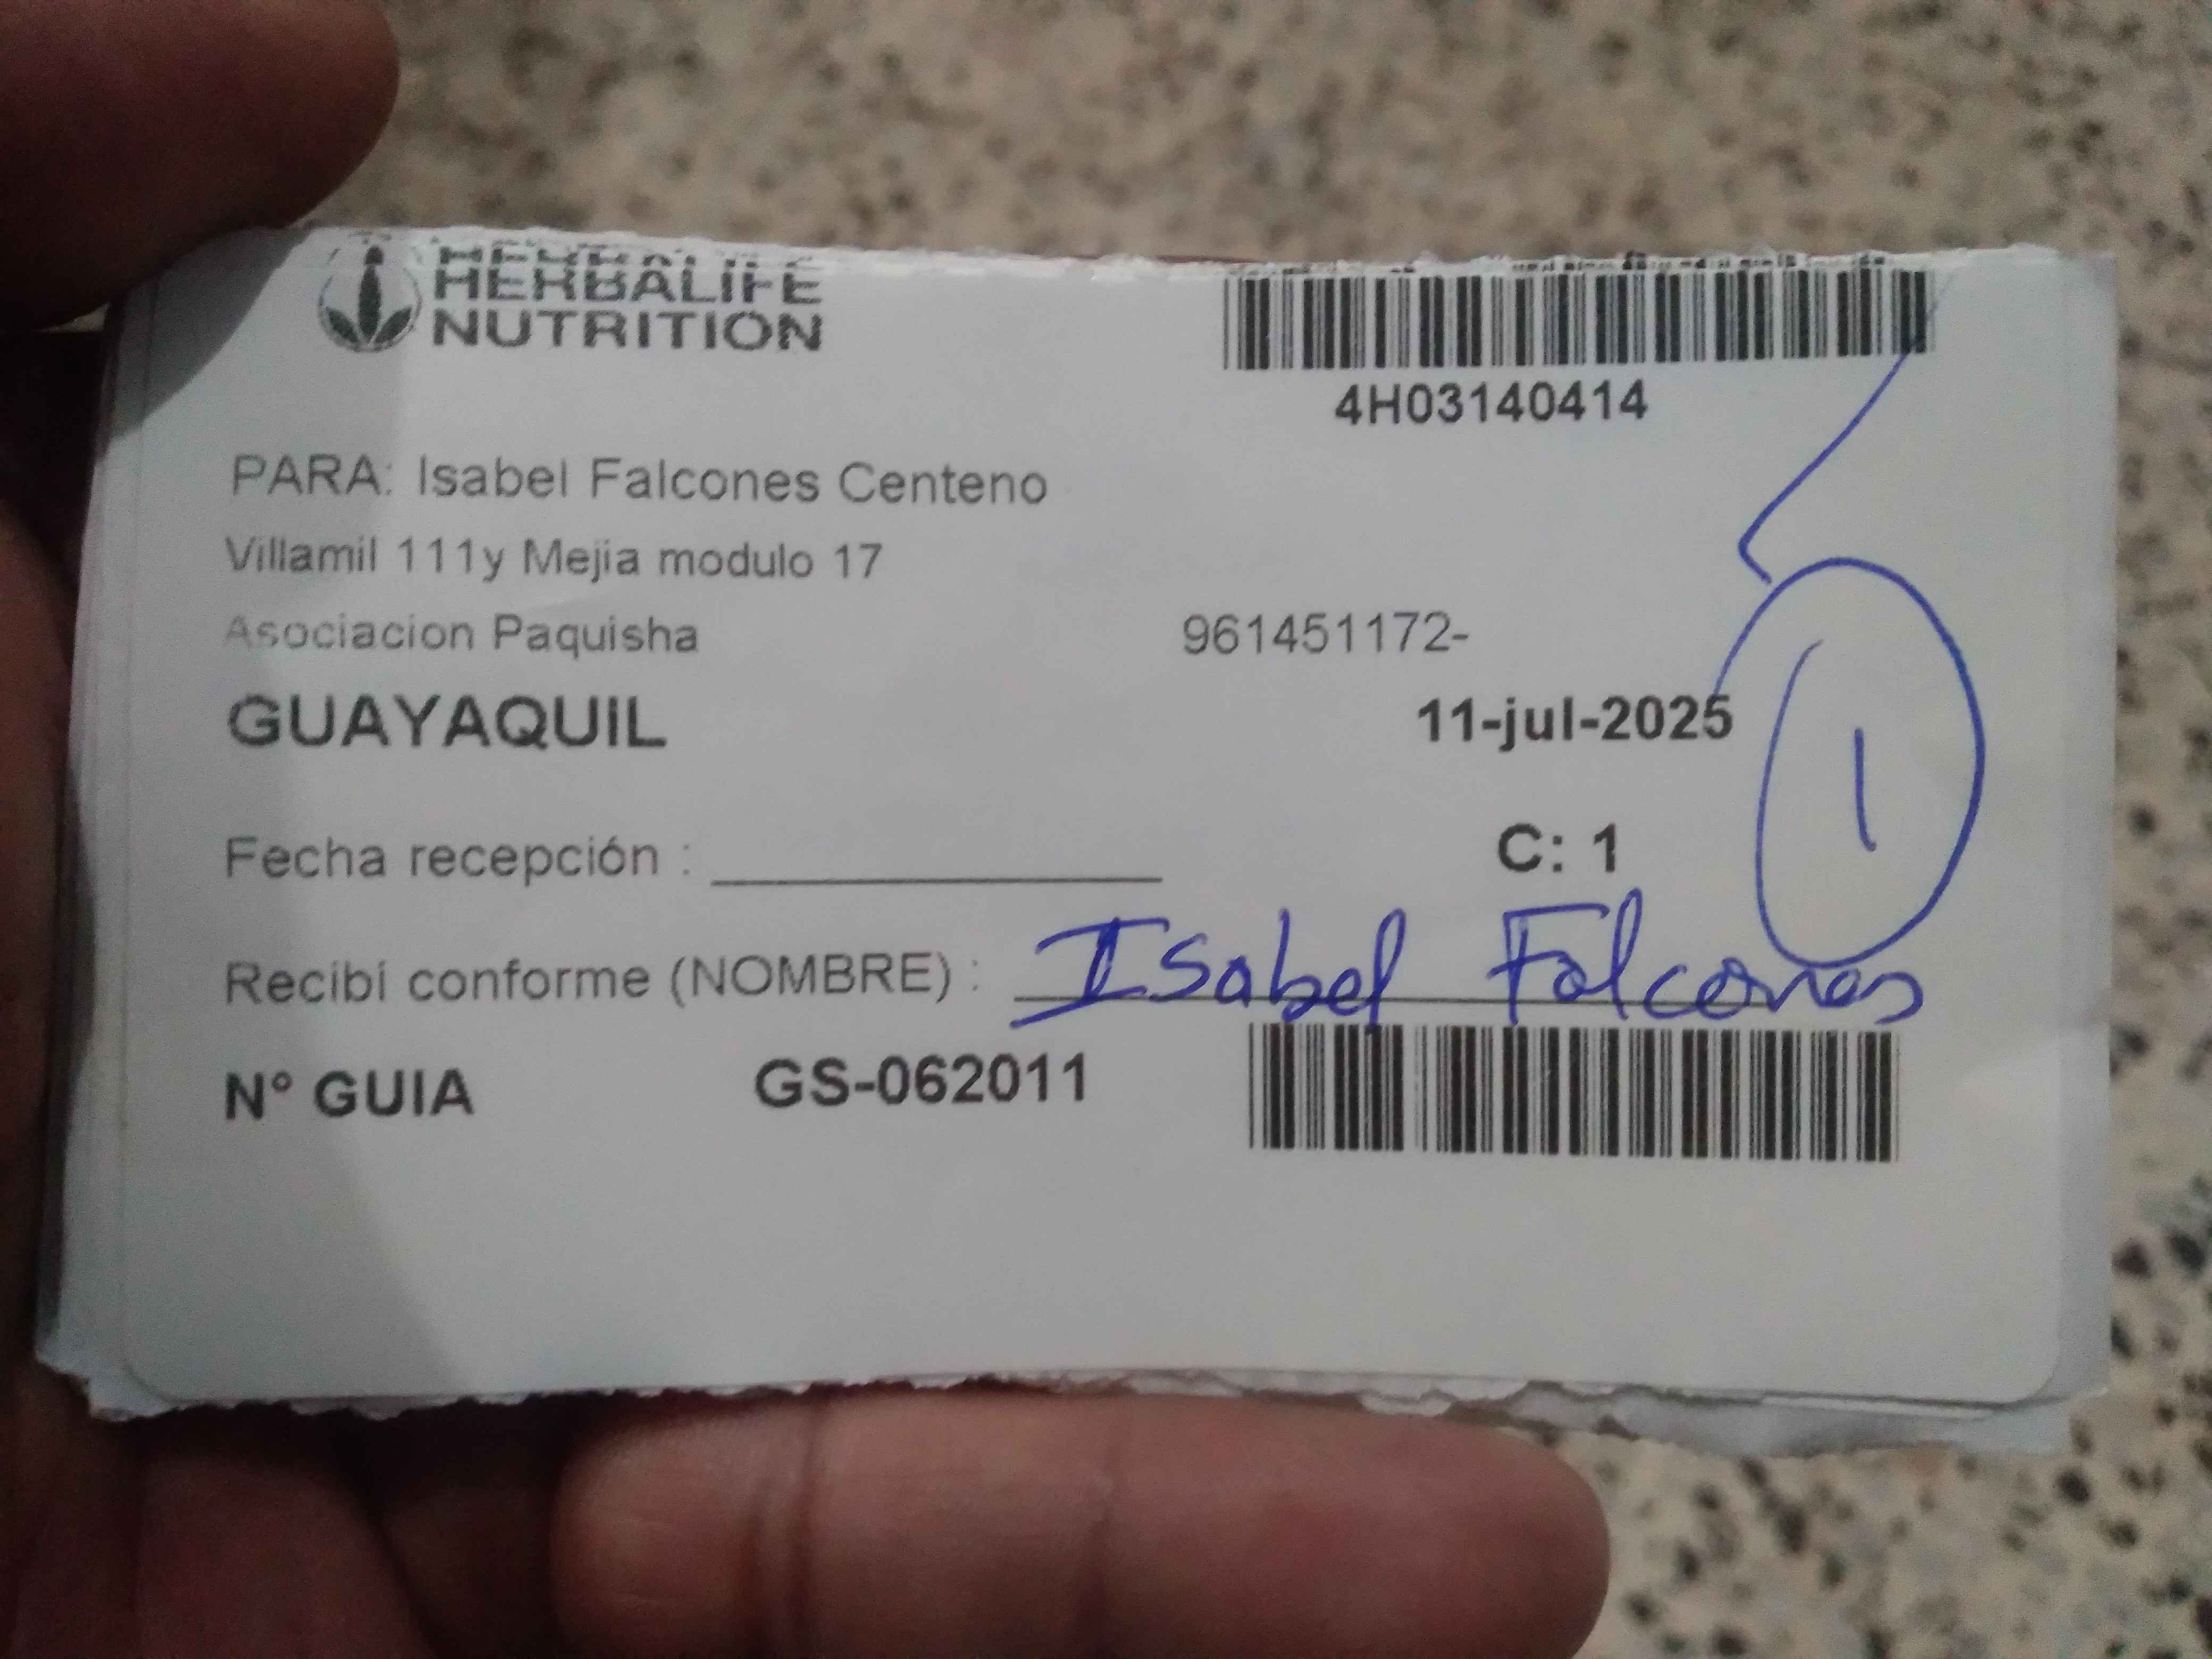 HERBALIFE
NUTRITION
4H03140414
PARA: Isabel Falcones Centeno
Villamil 111y Mejia modulo 17
Asociacion Paquisha 961451172-
GUAYAQUIL 11-jul-2025
1
Fecha recepción : C: 1
Recibí conforme (NOMBRE) : Isabel Falcones
N° GUIA GS-062011